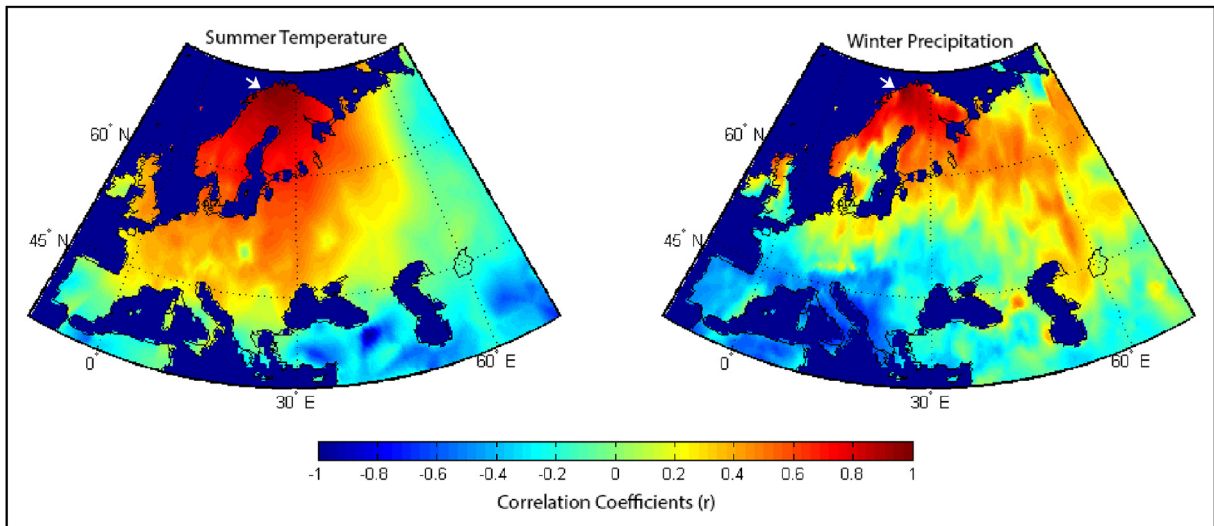 Summer Temperature
Winter Precipitation
60° N
60° N
45° N
45° N
0°
30° E
60° E
0°
30° E
60° E
-1 -0.8 -0.6 -0.4 -0.2 0 0.2 0.4 0.6 0.8 1
Correlation Coefficients (r)